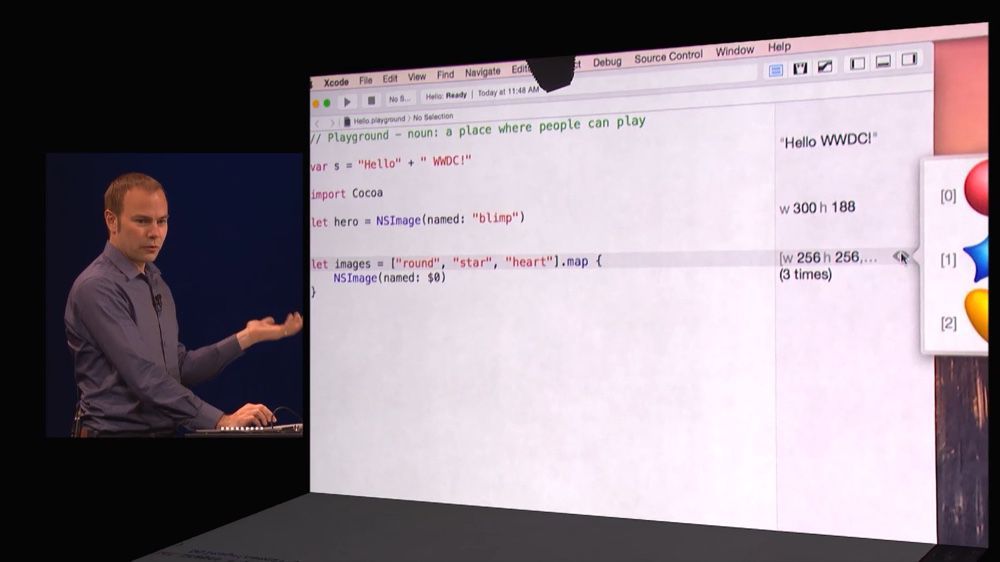 Xcode File Edit View Find Navigate Debug Source Control Window Help
No S... Hello: Ready | Today at 11:48 AM
Hello.playground › No Selection
// Playground – noun: a place where people can play
var s = "Hello" + " WWDC!"
"Hello WWDC!"
import Cocoa
let hero = NSImage(named: "blimp")
w 300 h 188
let images = ["round", "star", "heart"].map {
NSImage(named: $0)
}
[w 256 h 256,...
(3 times)
[0]
[1]
[2]